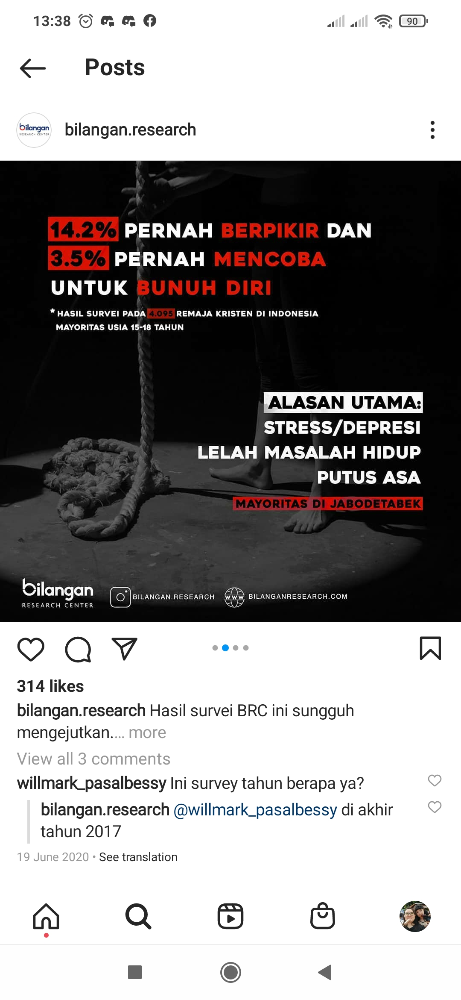 13:38
90
Posts
bilangan
RESEARCH CENTER
bilangan.research
14.2% PERNAH BERPIKIR DAN
3.5% PERNAH MENCOBA
UNTUK BUNUH DIRI
* HASIL SURVEI PADA 4.095 REMAJA KRISTEN DI INDONESIA
MAYORITAS USIA 15-18 TAHUN
ALASAN UTAMA:
STRESS/DEPRESI
LELAH MASALAH HIDUP
PUTUS ASA
MAYORITAS DI JABODETABEK
bilangan
RESEARCH CENTER
BILANGAN.RESEARCH
WWW
BILANGANRESEARCH.COM
314 likes
bilangan.research Hasil survei BRC ini sungguh
mengejutkan.... more
View all 3 comments
willmark_pasalbessy Ini survey tahun berapa ya?
bilangan.research @willmark_pasalbessy di akhir
tahun 2017
19 June 2020 • See translation